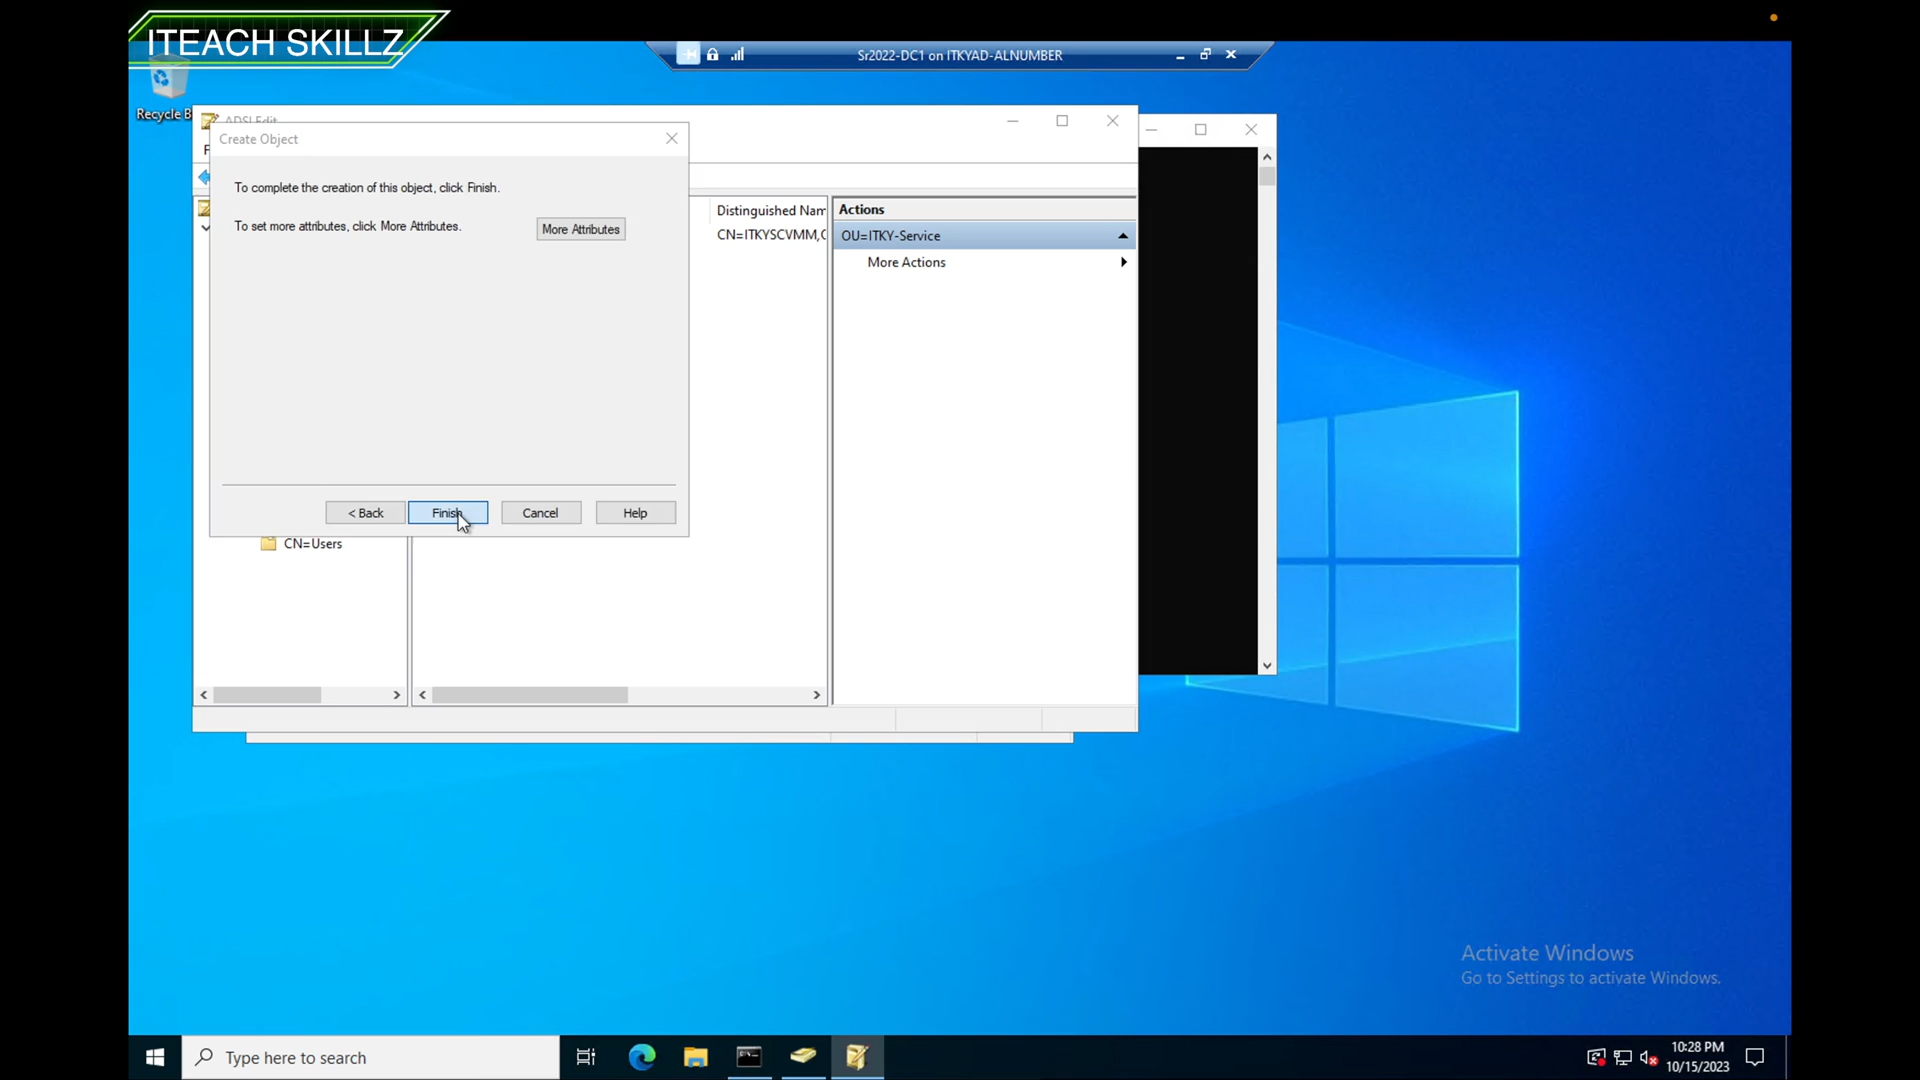 ITEACH SKILLZ
Sr2022-DC1 on ITKYAD-ALNUMBER
Recycle B
ADSI Edit
Create Object
To complete the creation of this object, click Finish.
To set more attributes, click More Attributes.
More Attributes
Distinguished Nam
CN=ITKYSCVMM,O
Actions
OU=ITKY-Service
More Actions
< Back
Finish
Cancel
Help
CN=Users
Activate Windows
Go to Settings to activate Windows.
Type here to search
10:28 PM
10/15/2023